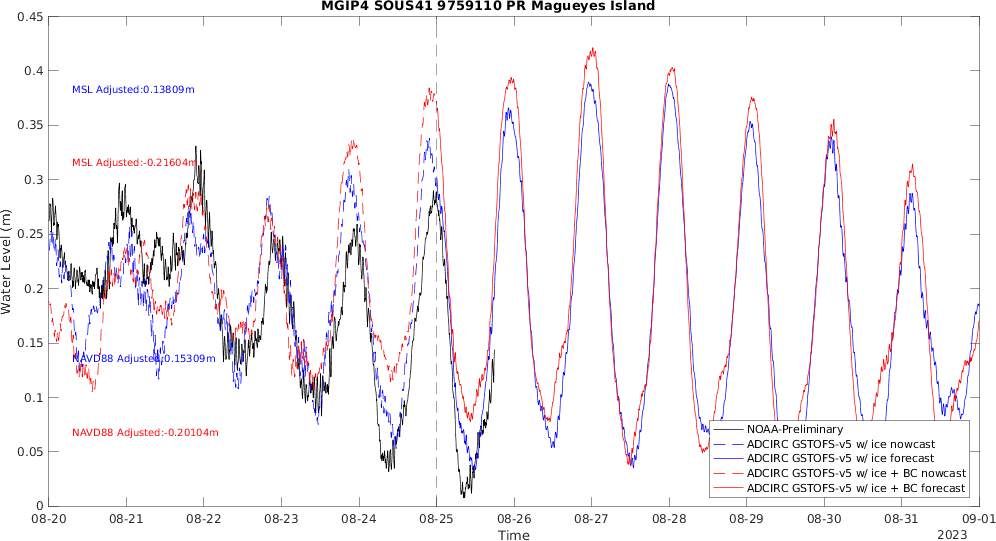 MGIP4 SOUS41 9759110 PR Magueyes Island
0.45
0.4
0.35
0.3
0.25
0.2
0.15
0.1
0.05
0
Water Level (m)
MSL Adjusted:0.13809m
MSL Adjusted:-0.21604m
NAVD88 Adjusted:0.15309m
NAVD88 Adjusted:-0.20104m
NOAA-Preliminary
ADCIRC GSTOFS-v5 w/ ice nowcast
ADCIRC GSTOFS-v5 w/ ice forecast
ADCIRC GSTOFS-v5 w/ ice + BC nowcast
ADCIRC GSTOFS-v5 w/ ice + BC forecast
08-20 08-21 08-22 08-23 08-24 08-25 08-26 08-27 08-28 08-29 08-30 08-31 09-01
Time
2023